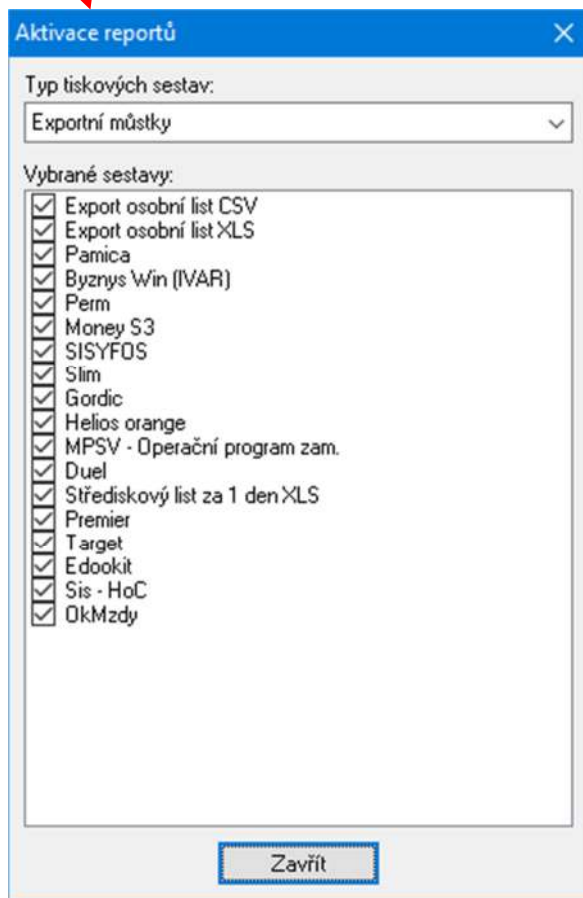 Aktivace reportů
Typ tiskových sestav:
Exportní můstky
Vybrané sestavy:
Export osobní list CSV
Export osobní list XLS
Pamica
Byznys Win (IVAR)
Perm
Money S3
SISYFOS
Slim
Gordic
Helios orange
MPSV - Operační program zam.
Duel
Střediskový list za 1 den XLS
Premier
Target
Edookit
Sis - HoC
OkMzdy
Zavřít